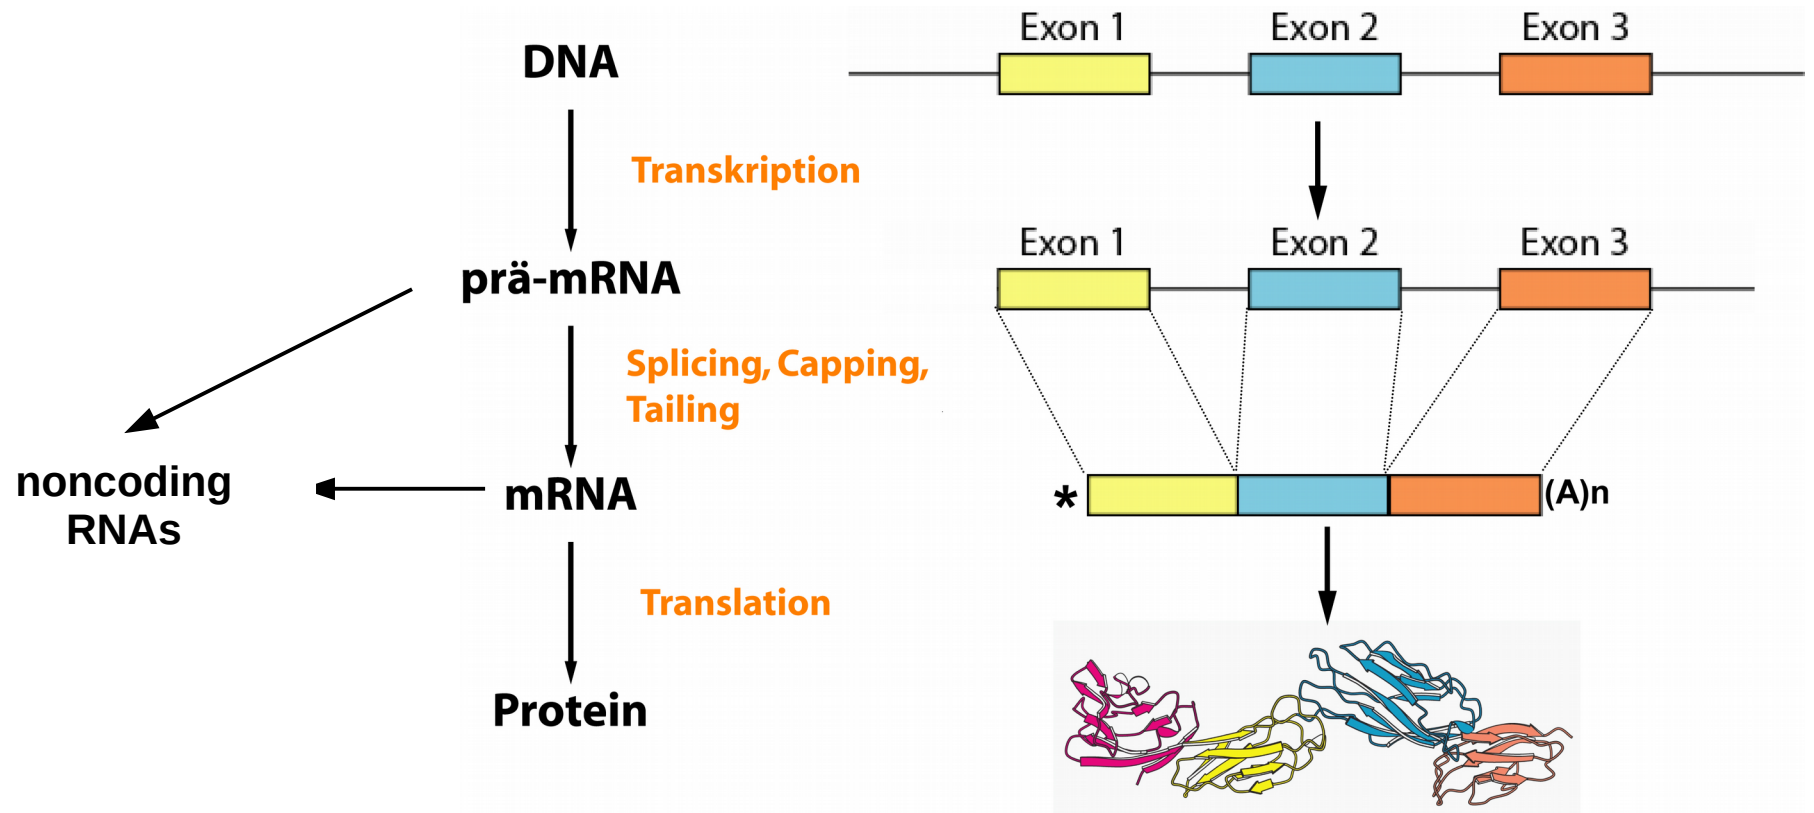 DNA
Transkription
prä-mRNA
Splicing, Capping,
Tailing
noncoding
RNAs
mRNA
Translation
Protein
Exon 1 Exon 2 Exon 3
Exon 1 Exon 2 Exon 3
* (A)n